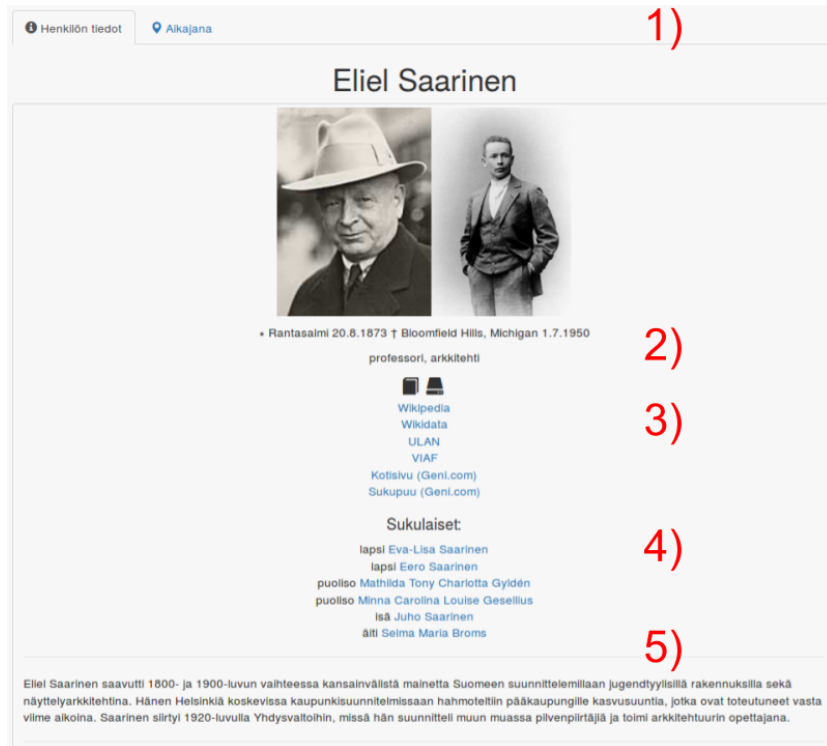 Henkilön tiedot
Aikajana
1)
Eliel Saarinen
• Rantasalmi 20.8.1873 † Bloomfield Hills, Michigan 1.7.1950
2)
professori, arkkitehti
Wikipedia
3)
Wikidata
ULAN
VIAF
Kotisivu (Geni.com)
Sukupuu (Geni.com)
Sukulaiset:
lapsi Eva-Lisa Saarinen
4)
lapsi Eero Saarinen
puoliso Mathilda Tony Charlotta Gyldén
puoliso Minna Carolina Louise Gesellius
isä Juho Saarinen
äiti Selma Maria Broms
5)
Eliel Saarinen saavutti 1800- ja 1900-luvun vaihteessa kansainvälistä mainetta Suomeen suunnittelemillaan jugendtyylisillä rakennuksilla sekä
näyttelyarkkitehtina. Hänen Helsinkiä koskevissa kaupunkisuunnitelmissaan hahmoteltiin pääkaupungille kasvusuuntia, jotka ovat toteutuneet vasta
viime aikoina. Saarinen siirtyi 1920-luvulla Yhdysvaltoihin, missä hän suunnitteli muun muassa pilvenpiirtäjiä ja toimi arkkitehtuurin opettajana.